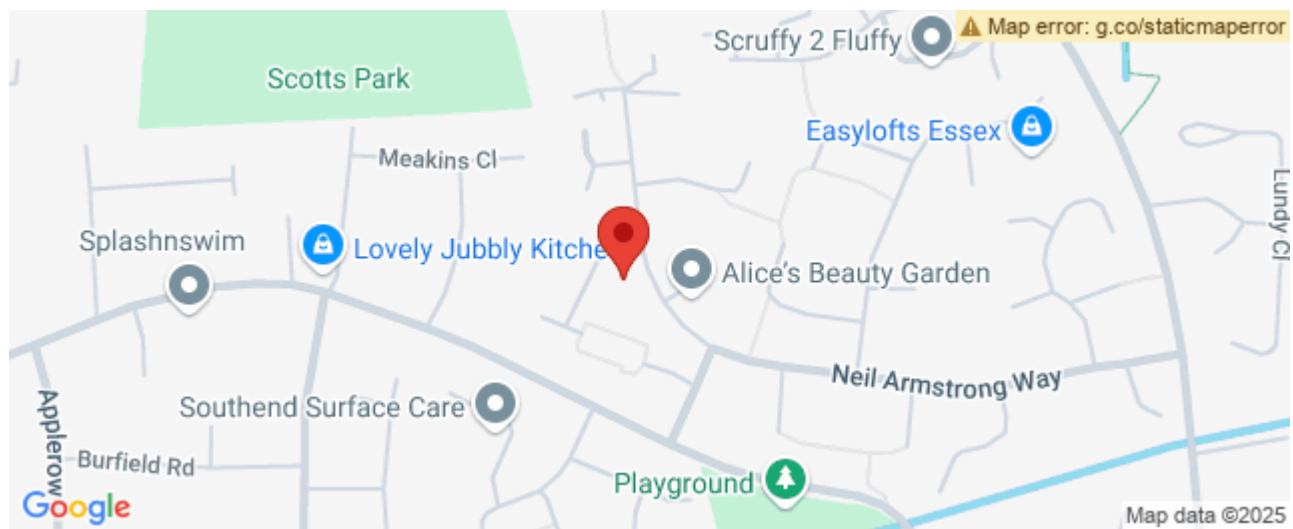 Map error: g.co/staticmaperror
Scruffy 2 Fluffy
Scotts Park
Easylofts Essex
Meakins Cl
Lundy Cl
Splashnswim
Lovely Jubbly Kitche
Alice's Beauty Garden
Neil Armstrong Way
Applerow
Southend Surface Care
Burfield Rd
Playground
Google
Map data ©2025